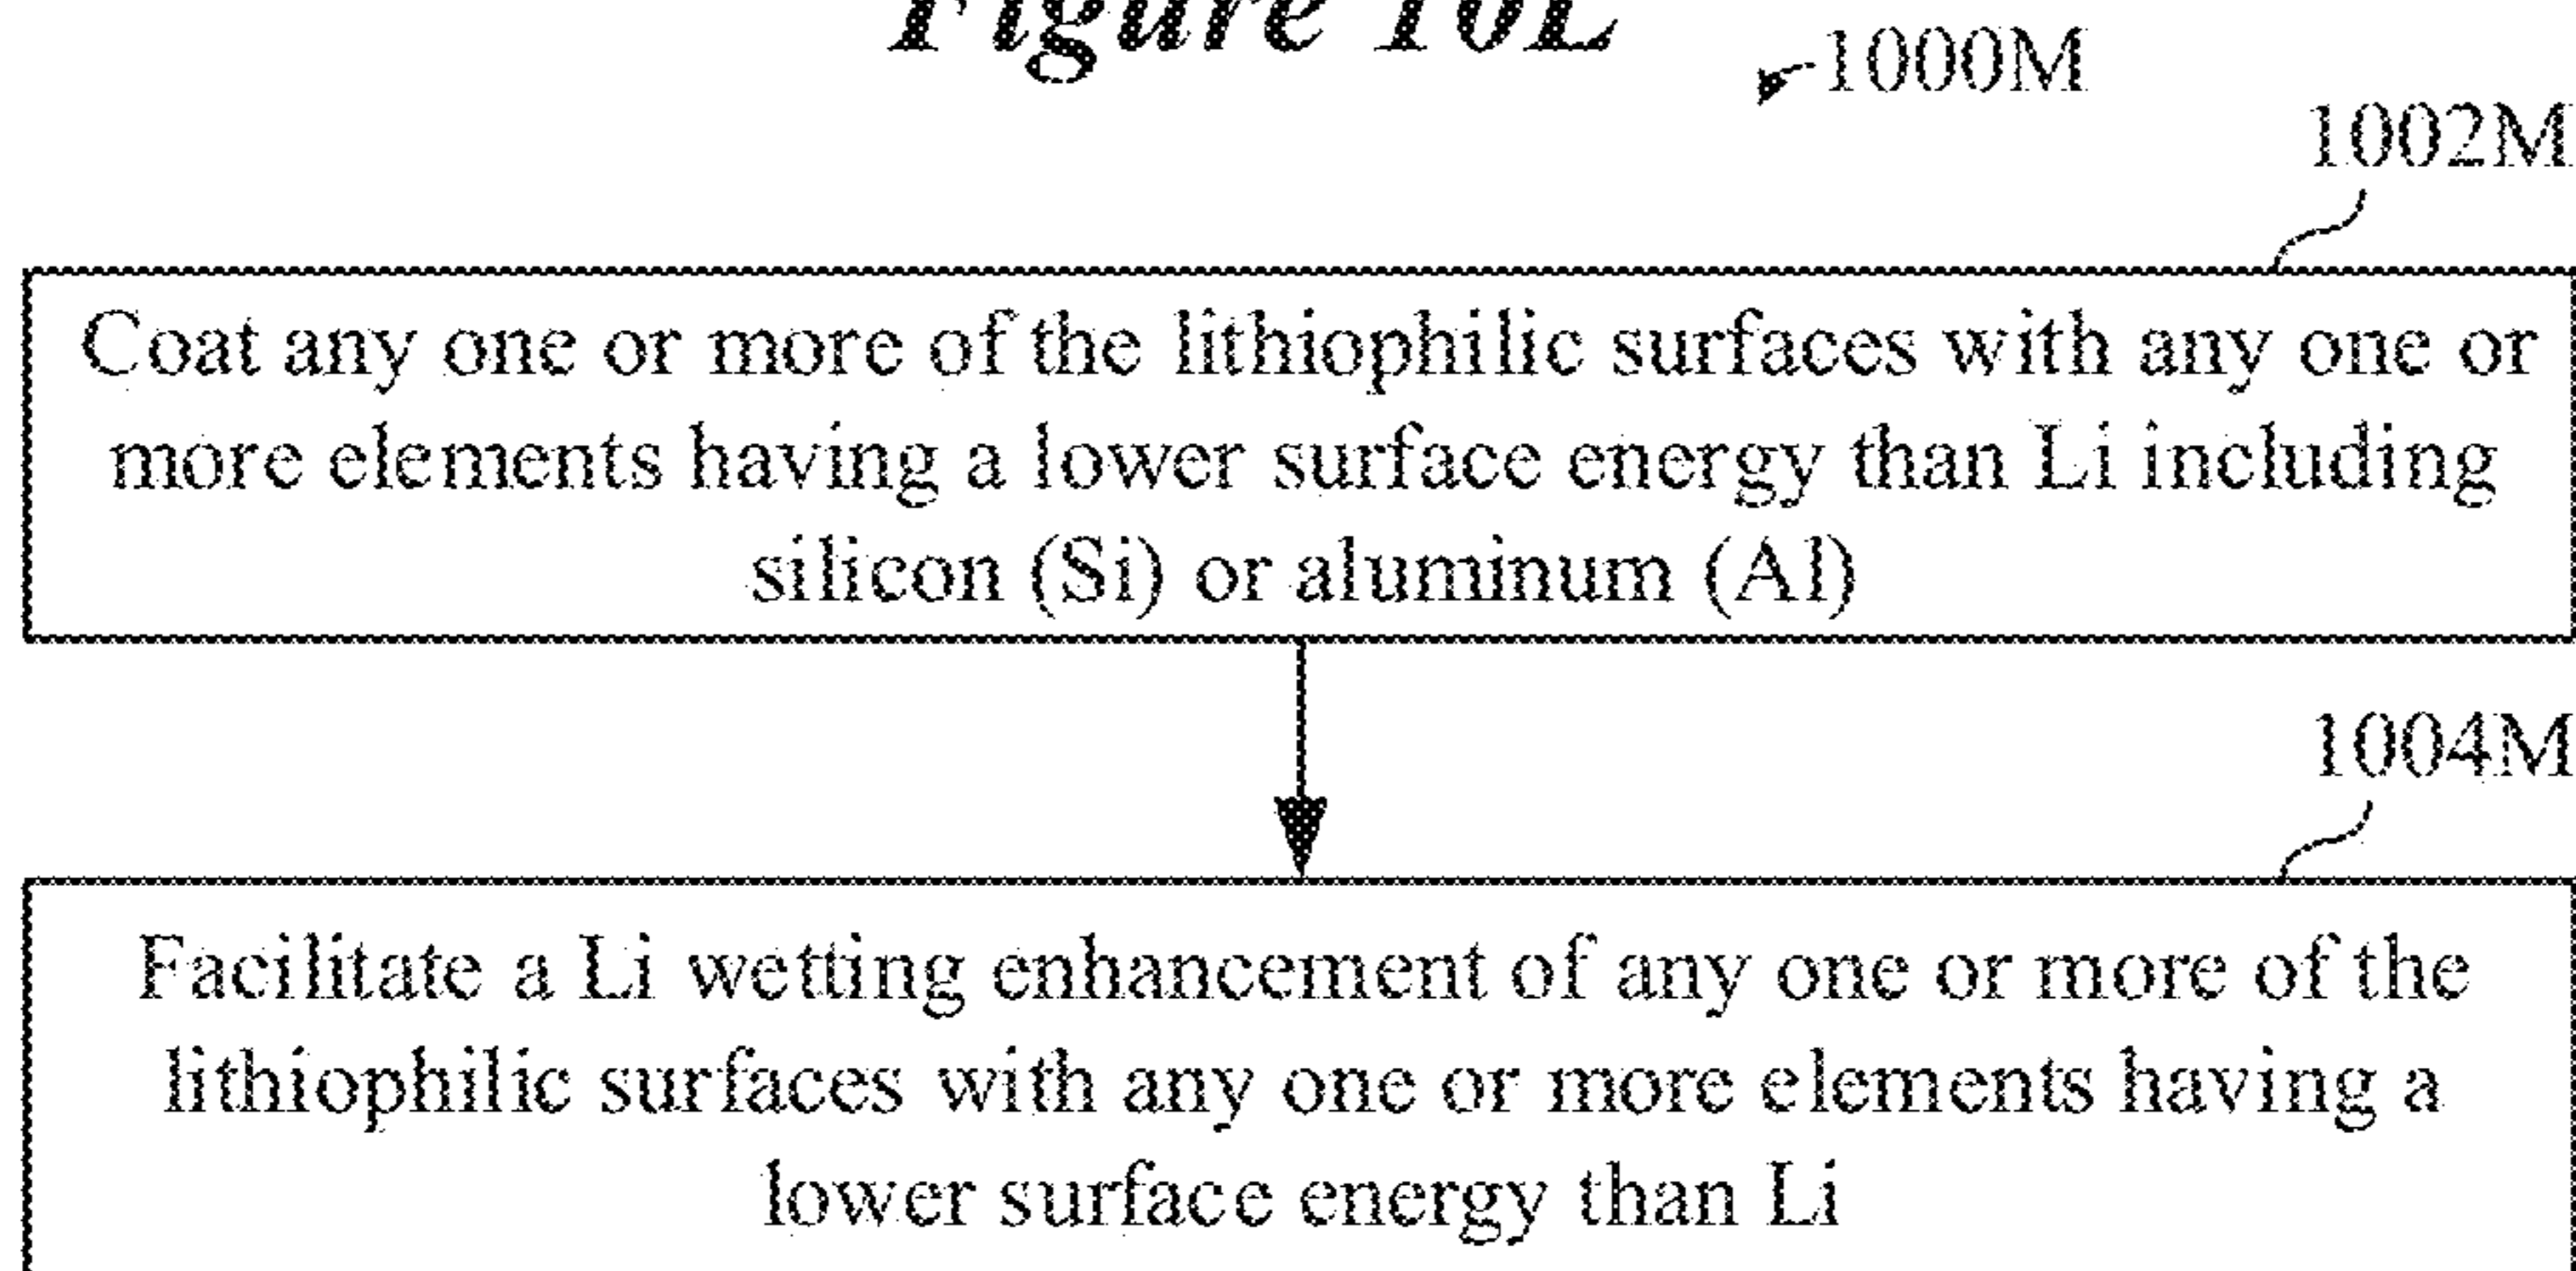 Figure 10L
1000M
1002M
Coat any one or more of the lithiophilic surfaces with any one or
more elements having a lower surface energy than Li including
silicon (Si) or aluminum (Al)
1004M
Facilitate a Li wetting enhancement of any one or more of the
lithiophilic surfaces with any one or more elements having a
lower surface energy than Li